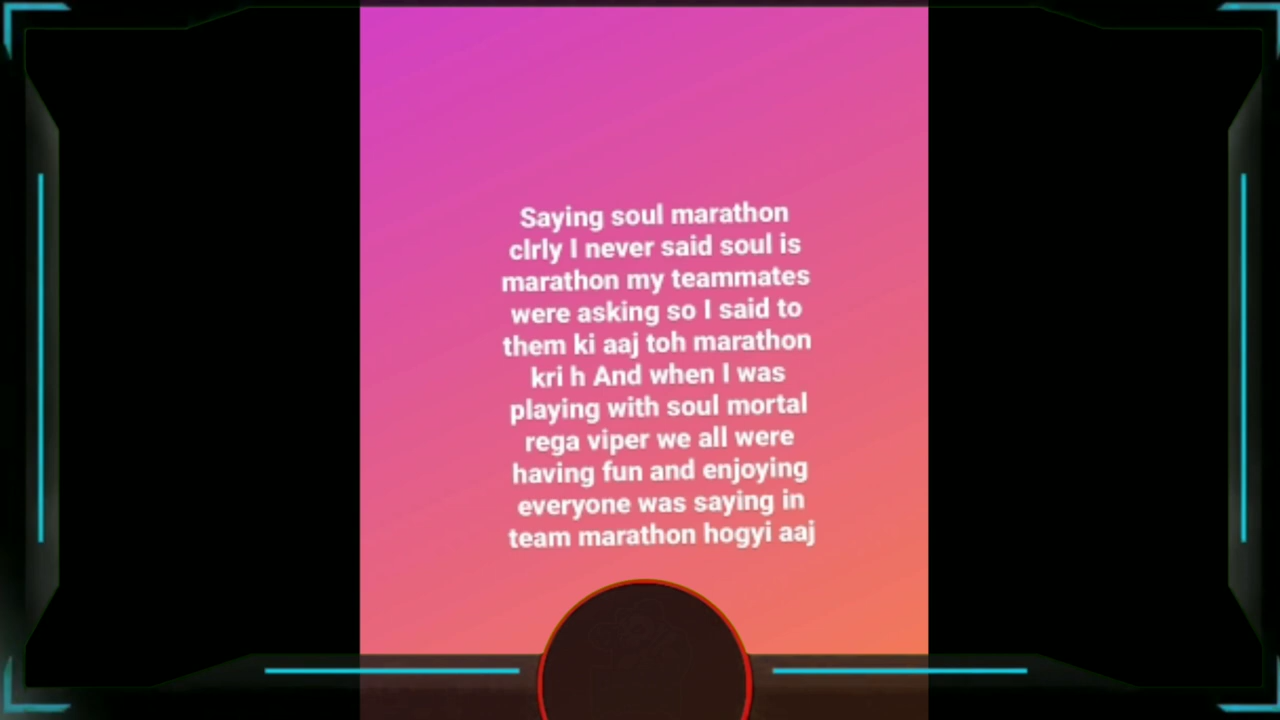 Saying soul marathon
clrly I never said soul is
marathon my teammates
were asking so I said to
them ki aaj toh marathon
kri h And when I was
playing with soul mortal
rega viper we all were
having fun and enjoying
everyone was saying in
team marathon hogyi aaj